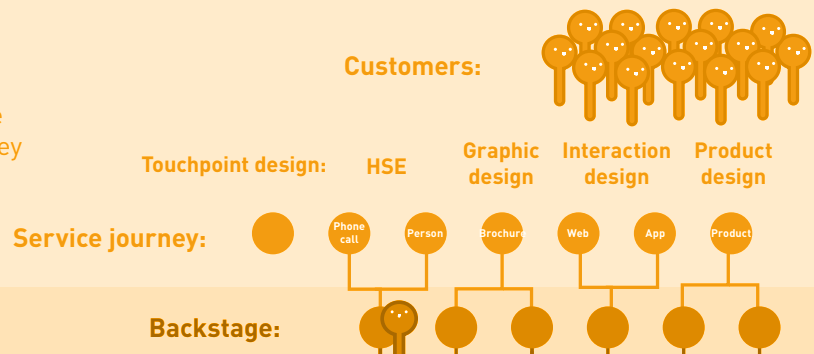 Customers:
ey
Touchpoint design:
HSE
Graphic
design
Interaction
design
Product
design
Service journey:
Phone
call
Person
Brochure
Web
App
Product
Backstage: